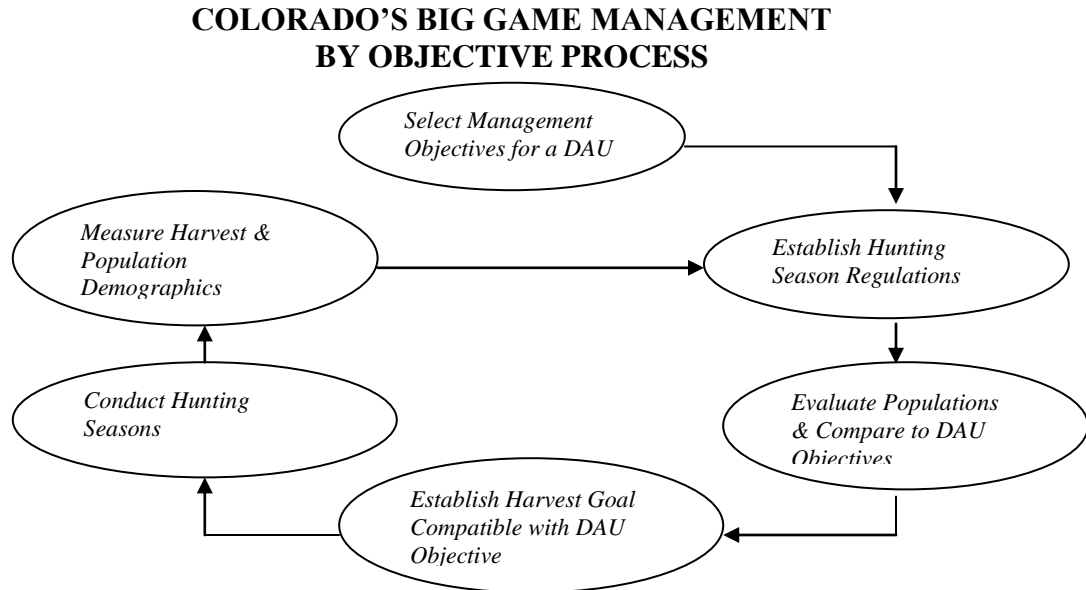 COLORADO’S BIG GAME MANAGEMENT
BY OBJECTIVE PROCESS
Select Management
Objectives for a DAU
Establish Hunting
Season Regulations
Evaluate Populations
& Compare to DAU
Objectives
Establish Harvest Goal
Compatible with DAU
Objective
Conduct Hunting
Seasons
Measure Harvest &
Population
Demographics